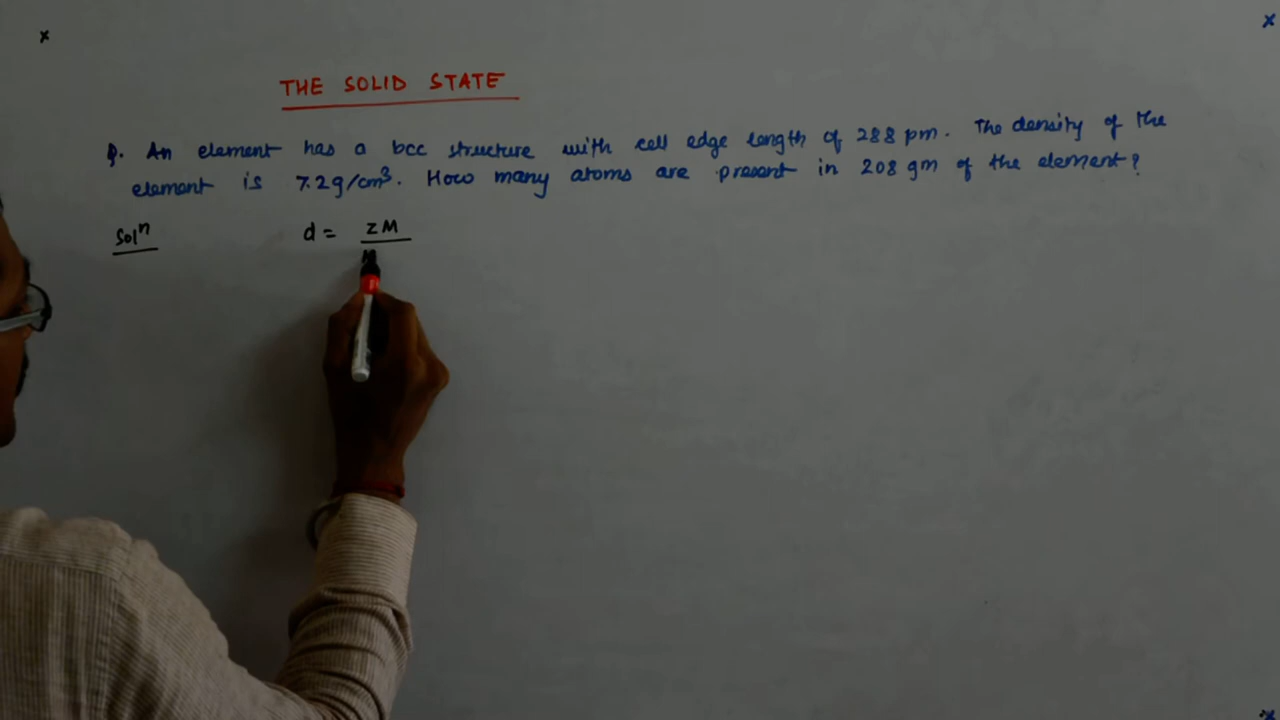 THE SOLID STATE
Q. An element has a bcc structure with cell edge length of 288 pm. The density of the
element is 7.2g/cm³. How many atoms are present in 208 gm of the element?
Solⁿ d = ZM